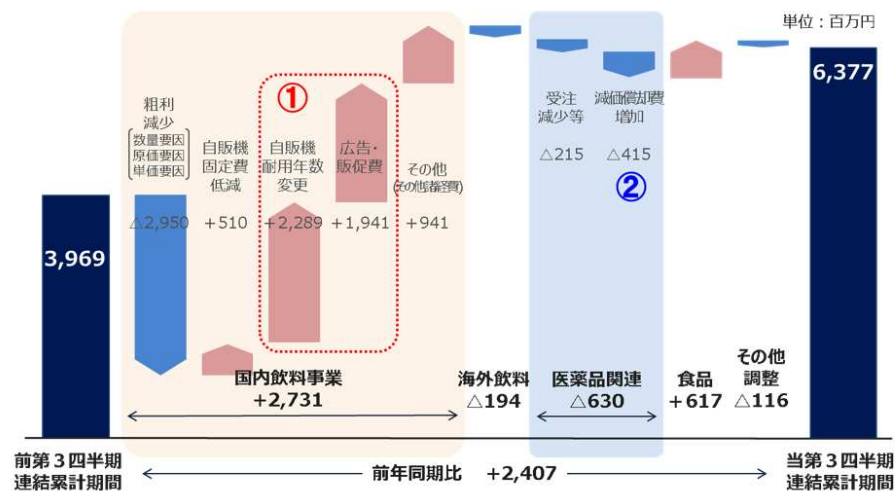 単位：百万円
3,969
粗利
減少
数量要因
原価要因
単価要因
△2,950
自販機
固定費
低減
+510
①
自販機
耐用年数
変更
+2,289
広告・
販促費
+1,941
その他
+941
受注
減少等
△215
減価償却費
増加
△415
②
6,377
国内飲料事業
+2,731
海外飲料
△194
医薬品関連
△630
食品
+617
その他
調整
△116
前第３四半期
連結累計期間
前年同期比 +2,407
当第３四半期
連結累計期間